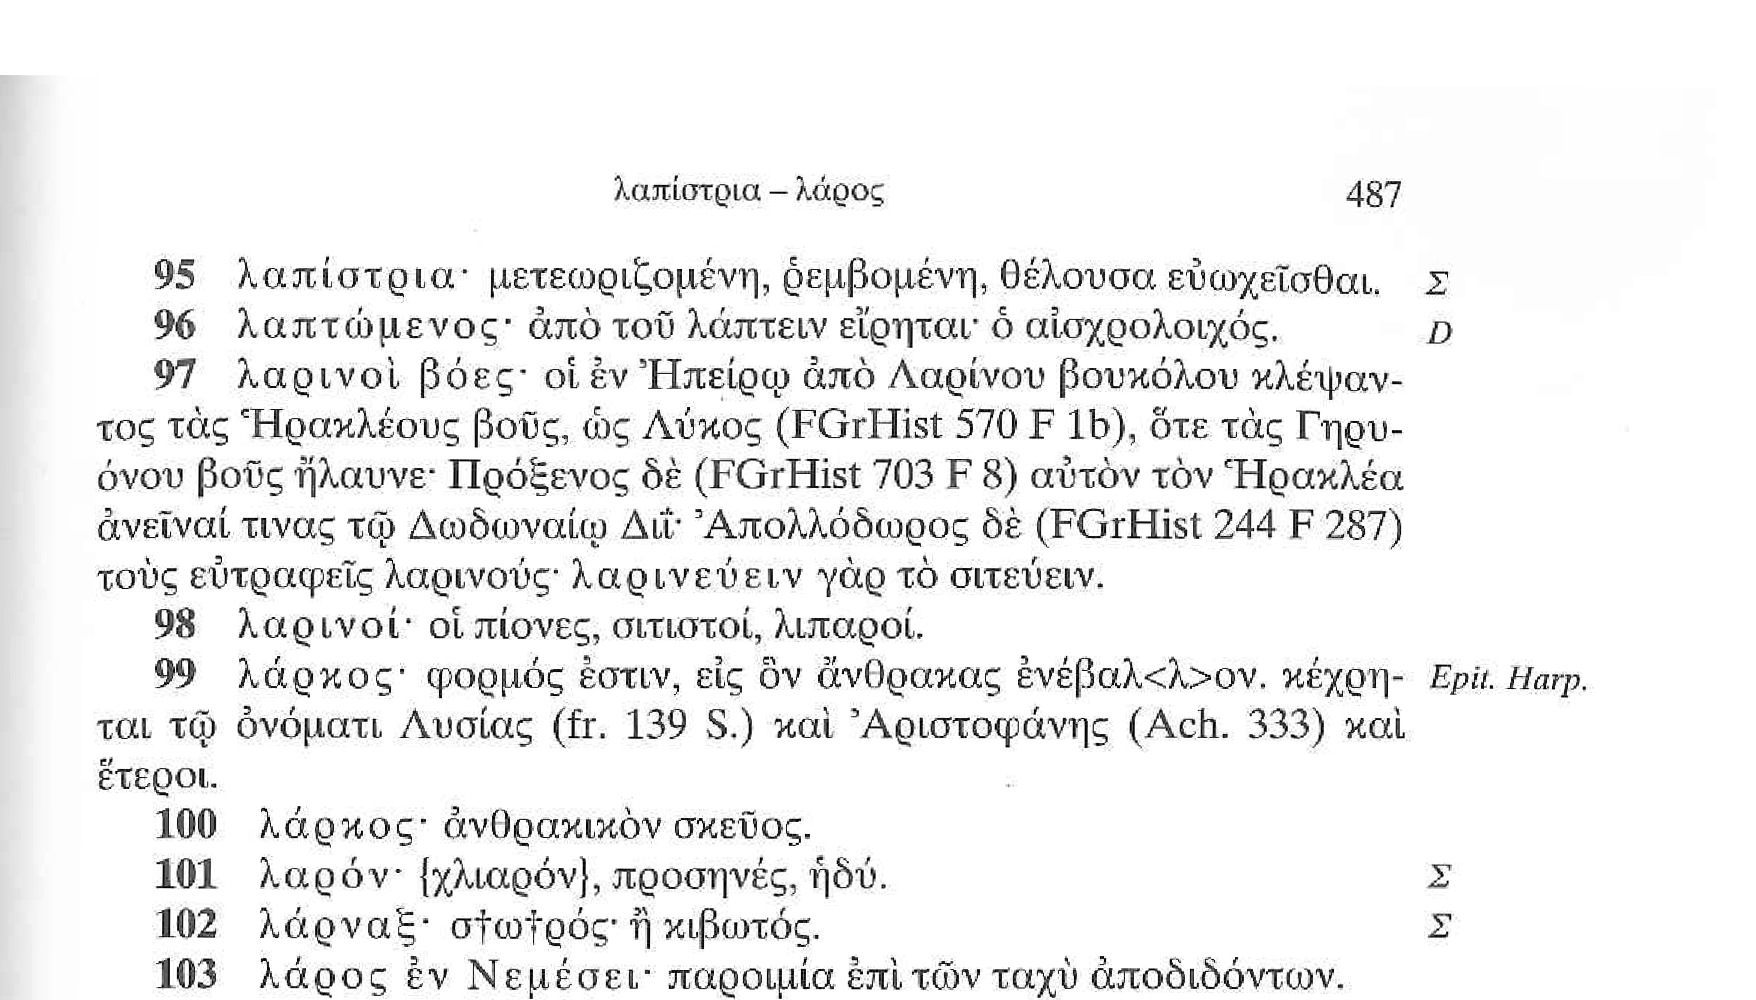 λαπίστρια – λάρος 487
95 λαπίστρια· μετεωριζομένη, ῥεμβομένη, θέλουσα εὐωχεῖσθαι. Σ
96 λαπτώμενος· ἀπὸ τοῦ λάπτειν εἴρηται· ὁ αἰσχρολοιχός. D
97 λαρινοὶ βόες· οἱ ἐν Ἠπείρῳ ἀπὸ Λαρίνου βουκόλου κλέψαν-
τος τὰς Ἡρακλέους βοῦς, ὡς Λύκος (FGrHist 570 F 1b), ὅτε τὰς Γηρυ-
όνου βοῦς ἤλαυνε· Πρόξενος δὲ (FGrHist 703 F 8) αὐτὸν τὸν Ἡρακλέα
ἀνεῖναί τινας τῷ Δωδωναίῳ Διΐ· Ἀπολλόδωρος δὲ (FGrHist 244 F 287)
τοὺς εὐτραφεῖς λαρινούς· λαρινεύειν γὰρ τὸ σιτεύειν.
98 λαρινοί· οἱ πίονες, σιτιστοί, λιπαροί.
99 λάρκος· φορμός ἐστιν, εἰς ὃν ἄνθρακας ἐνέβαλ<λ>ον. κέχρη- Epit. Harp.
ται τῷ ὀνόματι Λυσίας (fr. 139 S.) καὶ Ἀριστοφάνης (Ach. 333) καὶ
ἕτεροι.
100 λάρκος· ἀνθρακικὸν σκεῦος.
101 λαρόν· {χλιαρόν}, προσηνές, ἡδύ. Σ
102 λάρναξ· σ†ω†ρός· ἢ κιβωτός. Σ
103 λάρος ἐν Νεμέσει· παροιμία ἐπὶ τῶν ταχὺ ἀποδιδόντων.